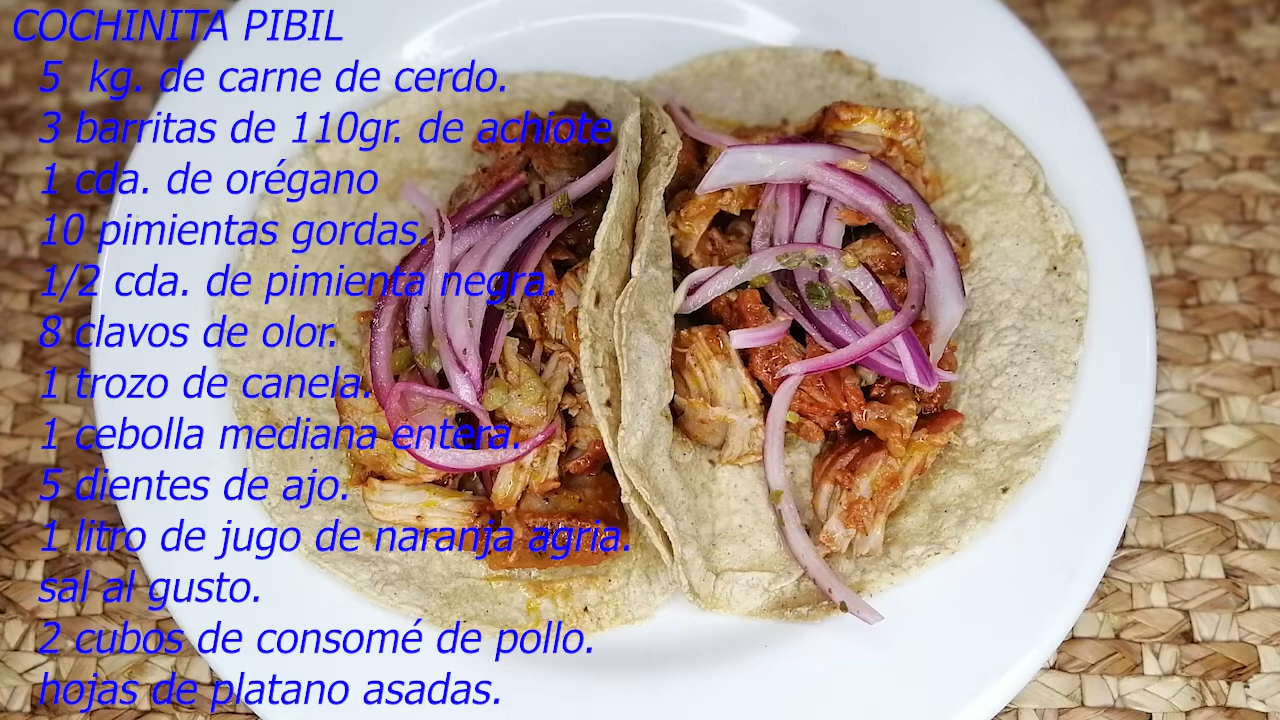 COCHINITA PIBIL
5 kg. de carne de cerdo.
3 barritas de 110gr. de achiote
1 cda. de orégano
10 pimientas gordas.
1/2 cda. de pimienta negra.
8 clavos de olor.
1 trozo de canela.
1 cebolla mediana entera.
5 dientes de ajo.
1 litro de jugo de naranja agria.
sal al gusto.
2 cubos de consomé de pollo.
hojas de platano asadas.